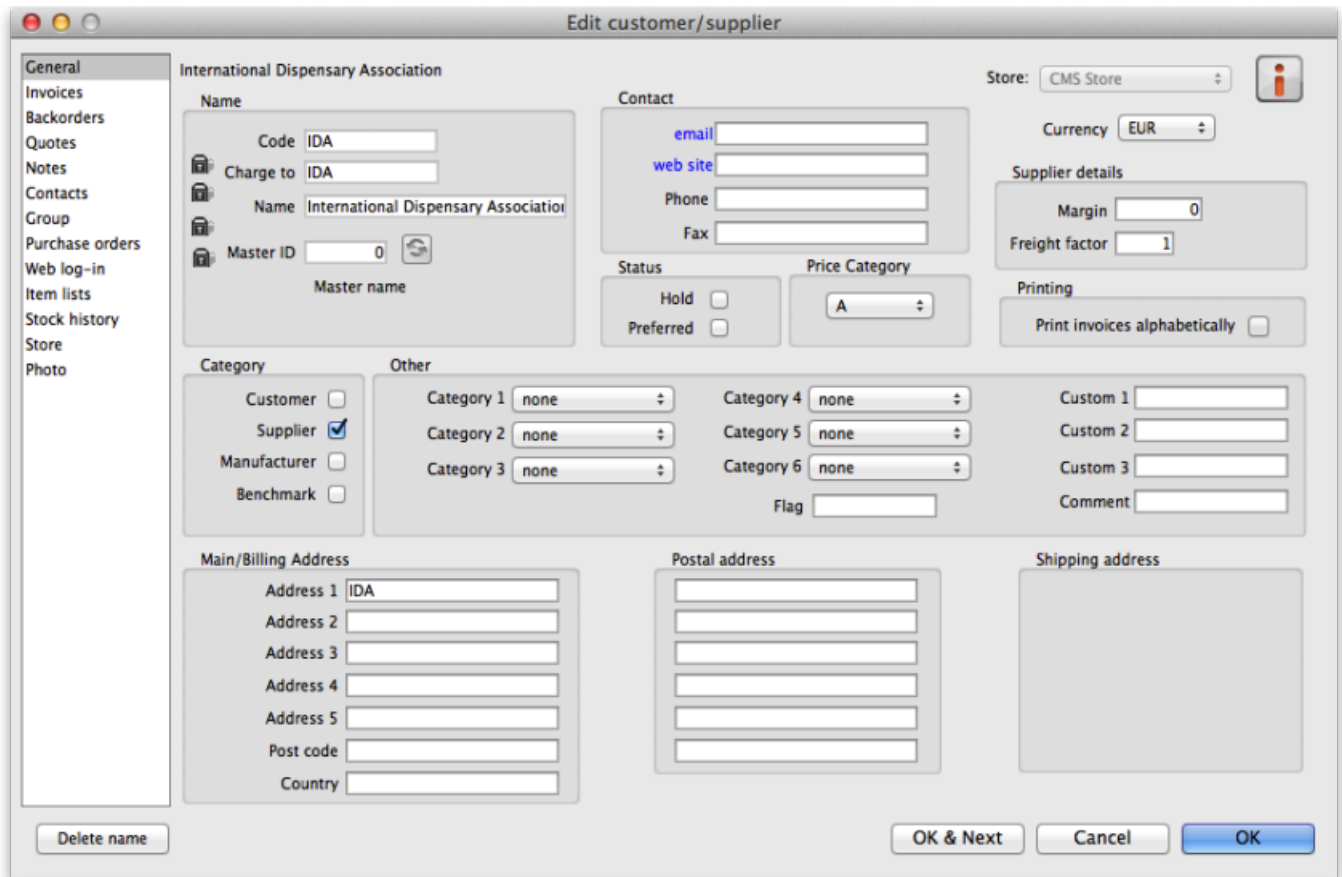 Edit customer/supplier
General
Invoices
Backorders
Quotes
Notes
Contacts
Group
Purchase orders
Web log-in
Item lists
Stock history
Store
Photo
International Dispensary Association
Store: CMS Store
Currency EUR
Name
Code IDA
Charge to IDA
Name International Dispensary Association
Master ID 0
Master name
Contact
email
web site
Phone
Fax
Supplier details
Margin 0
Freight factor 1
Status
Hold
Preferred
Price Category
A
Printing
Print invoices alphabetically
Category
Customer
Supplier
Manufacturer
Benchmark
Other
Category 1 none
Category 2 none
Category 3 none
Category 4 none
Category 5 none
Category 6 none
Flag
Custom 1
Custom 2
Custom 3
Comment
Main/Billing Address
Address 1 IDA
Address 2
Address 3
Address 4
Address 5
Post code
Country
Postal address
Shipping address
Delete name
OK & Next
Cancel
OK